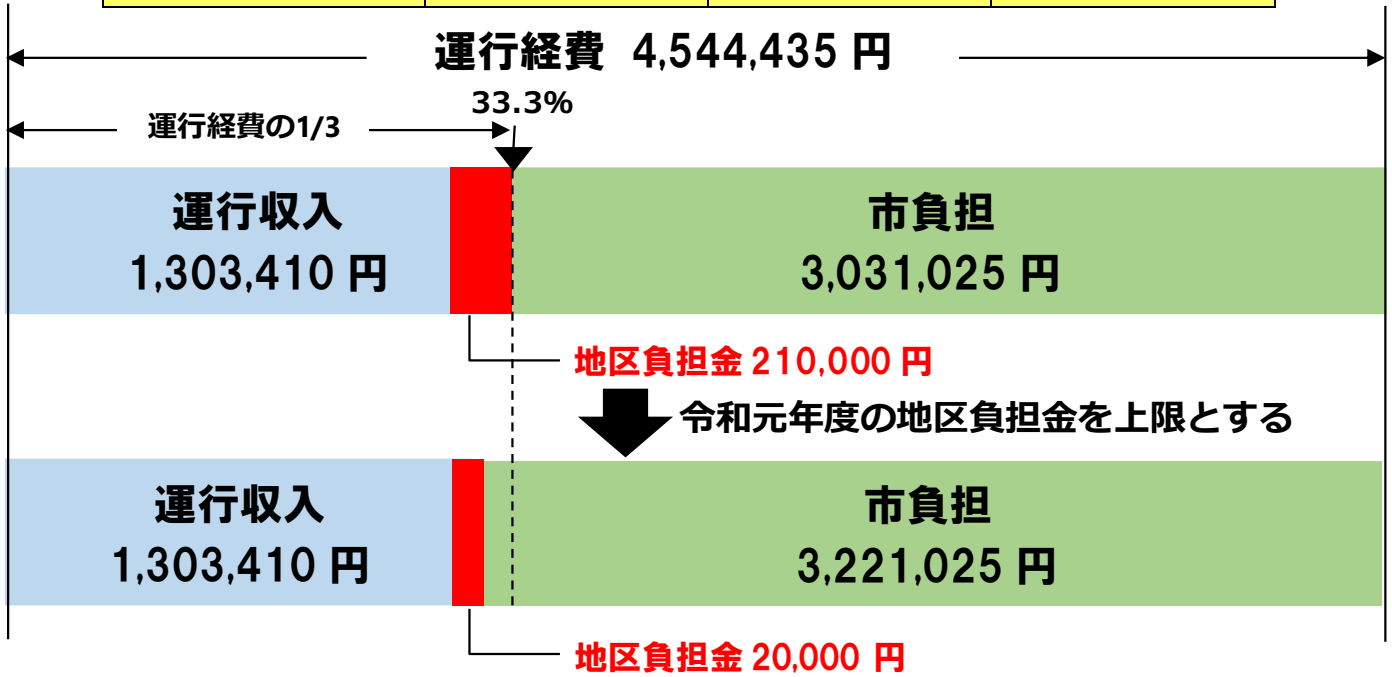 運行経費 4,544,435 円
33.3%
運行経費の1/3
運行収入
1,303,410 円
市負担
3,031,025 円
地区負担金 210,000 円
令和元年度の地区負担金を上限とする
運行収入
1,303,410 円
市負担
3,221,025 円
地区負担金 20,000 円